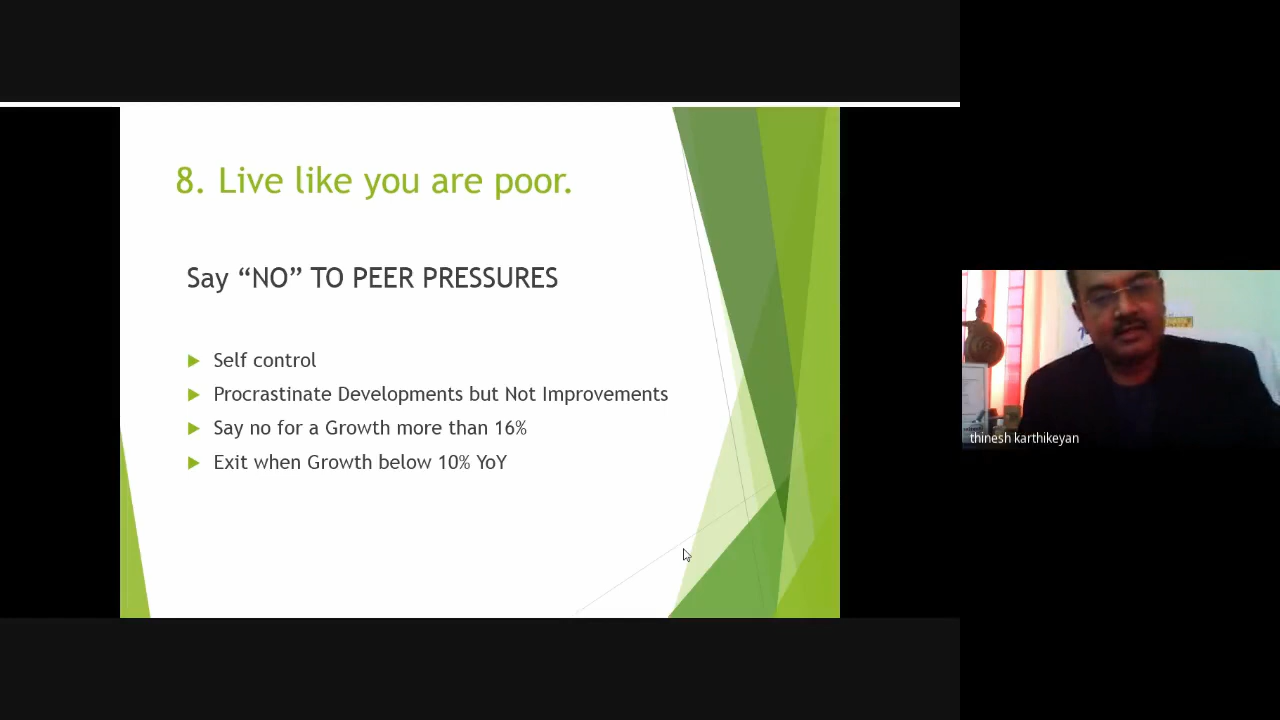 8. Live like you are poor.
Say “NO” TO PEER PRESSURES
Self control
Procrastinate Developments but Not Improvements
Say no for a Growth more than 16%
Exit when Growth below 10% YoY
thinesh karthikeyan